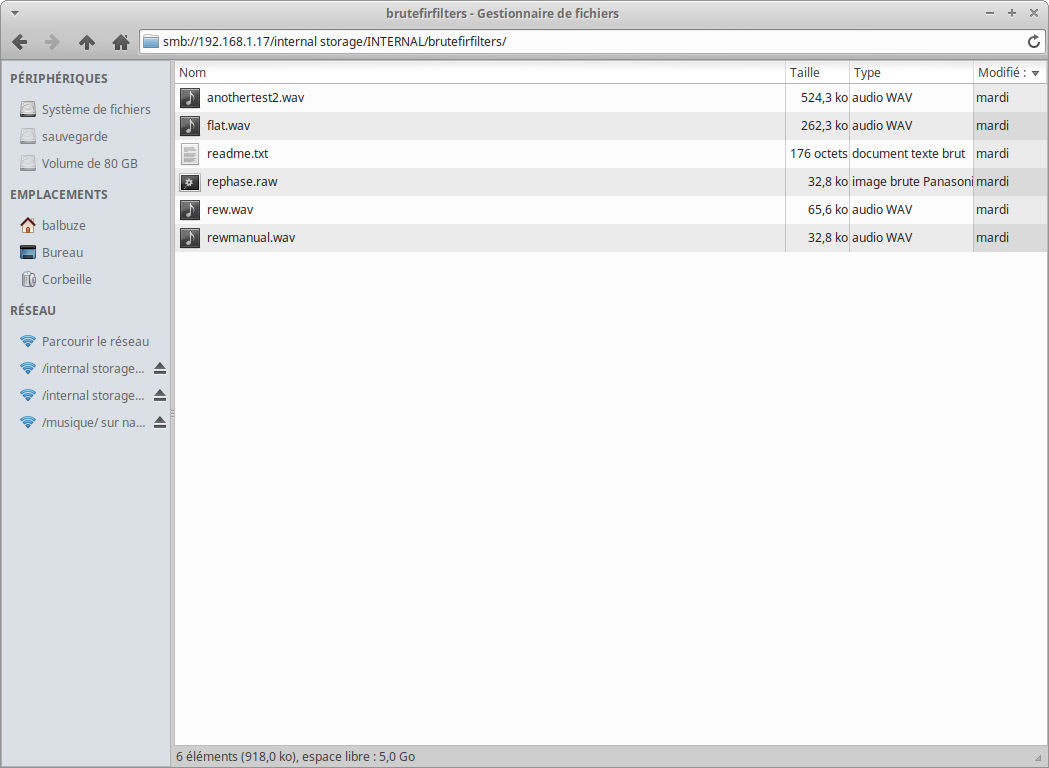 brutefirfilters - Gestionnaire de fichiers
smb://192.168.1.17/internal storage/INTERNAL/brutefirfilters/
PÉRIPHÉRIQUES
Système de fichiers
sauvegarde
Volume de 80 GB
EMPLACEMENTS
balbuze
Bureau
Corbeille
RÉSEAU
Parcourir le réseau
/internal storage...
/internal storage...
/musique/ sur na...
Nom Taille Type Modifié :
anothertest2.wav 524,3 ko audio WAV mardi
flat.wav 262,3 ko audio WAV mardi
readme.txt 176 octets document texte brut mardi
rephase.raw 32,8 ko image brute Panasoni mardi
rew.wav 65,6 ko audio WAV mardi
rewmanual.wav 32,8 ko audio WAV mardi
6 éléments (918,0 ko), espace libre : 5,0 Go